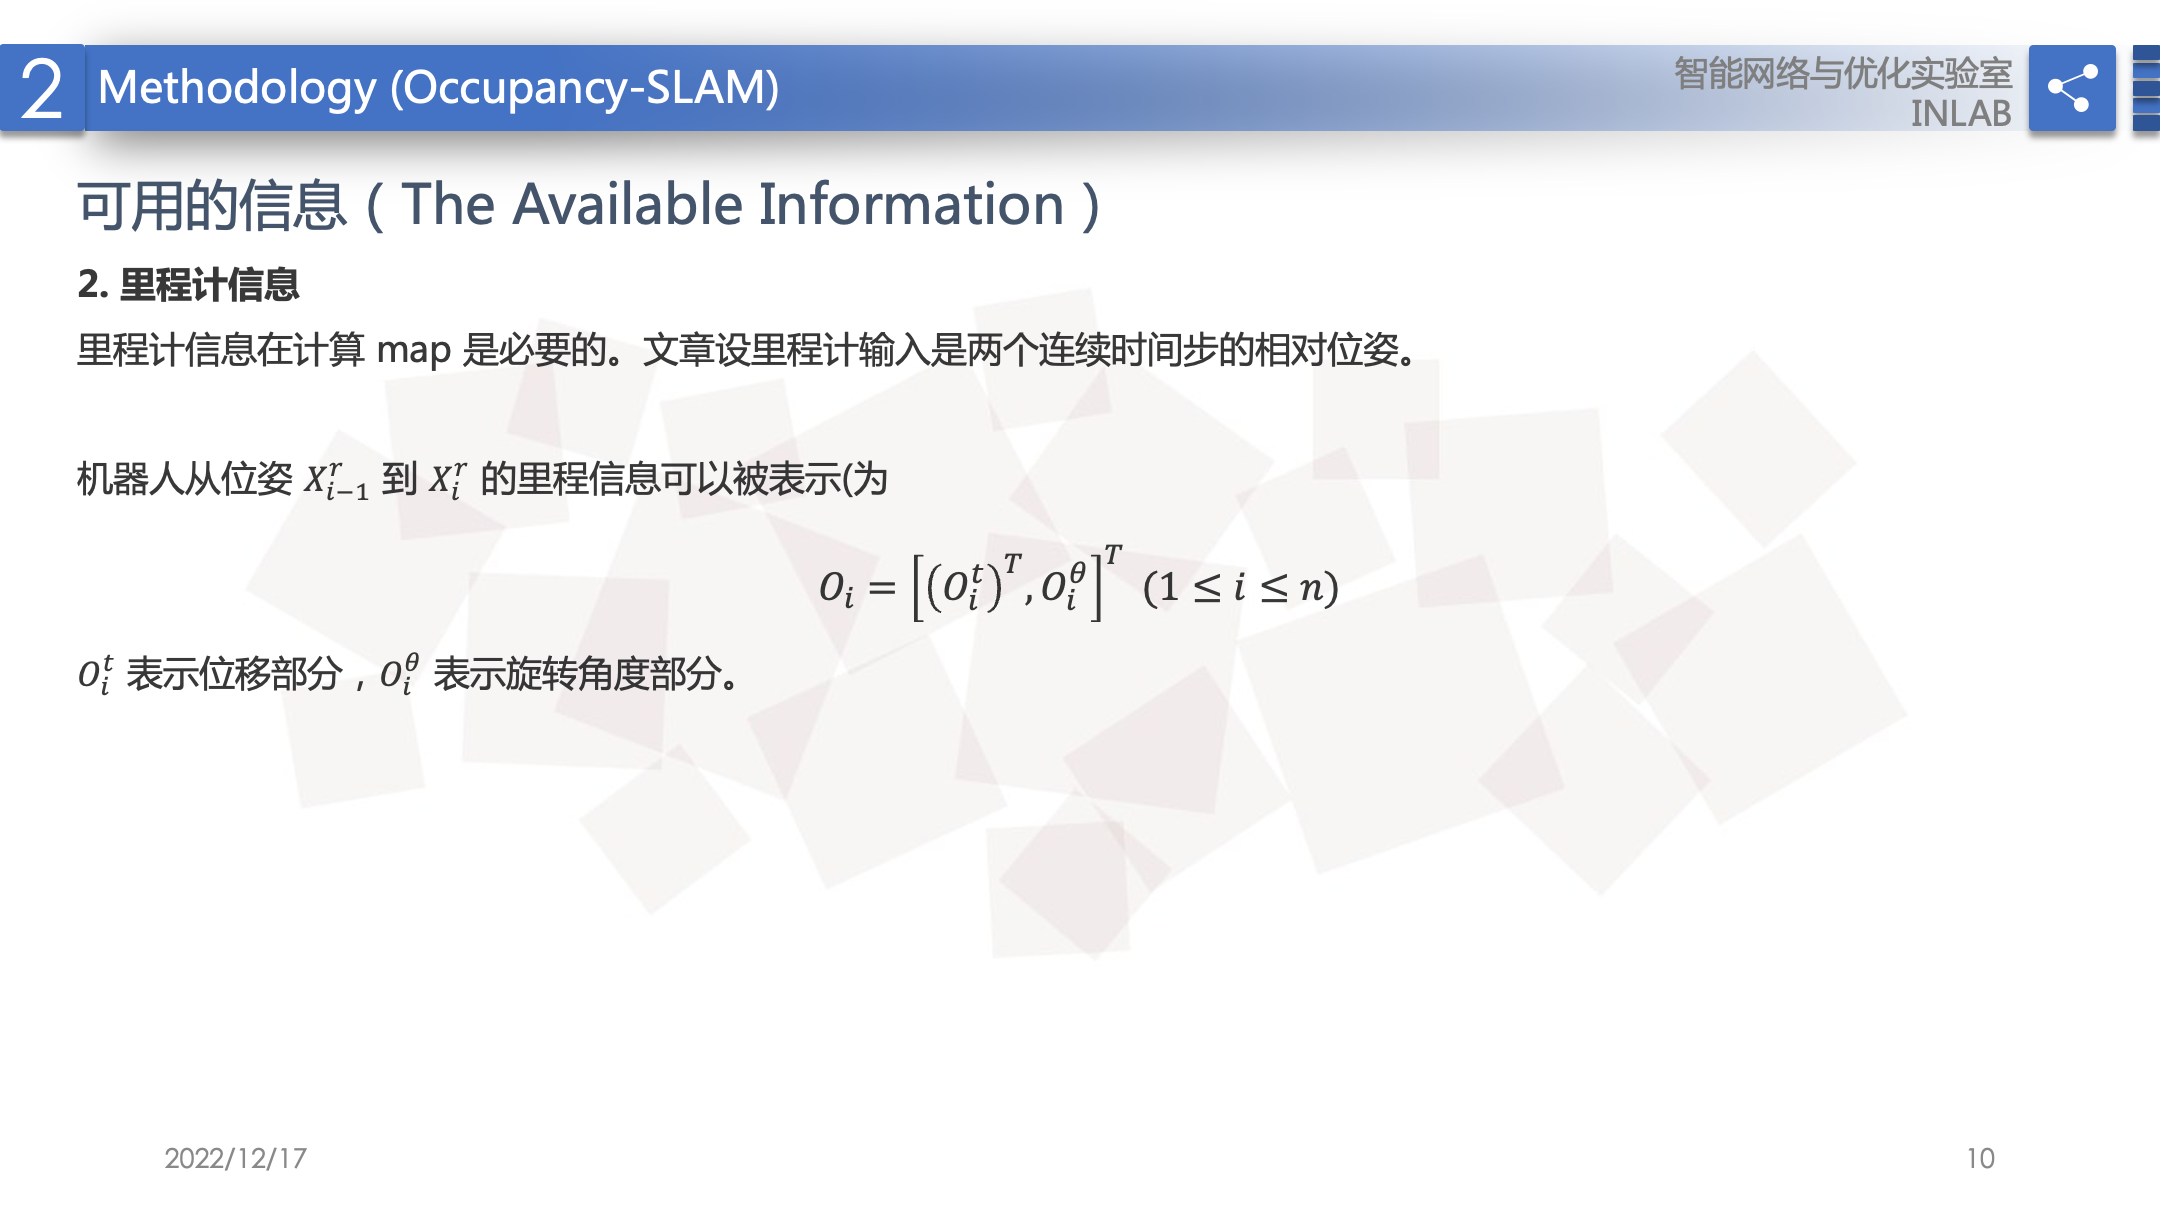 2 Methodology (Occupancy-SLAM)
智能网络与优化实验室
INLAB
可用的信息（The Available Information）
2. 里程计信息
里程计信息在计算 map 是必要的。文章设里程计输入是两个连续时间步的相对位姿。
机器人从位姿 $X_{i-1}^{r}$ 到 $X_{i}^{r}$ 的里程信息可以被表示(为
$O_i = \left[\left(O_i^t\right)^T, O_i^\theta\right]^T \ (1 \le i \le n)$
$O_i^t$ 表示位移部分，$O_i^\theta$ 表示旋转角度部分。
2022/12/17
10